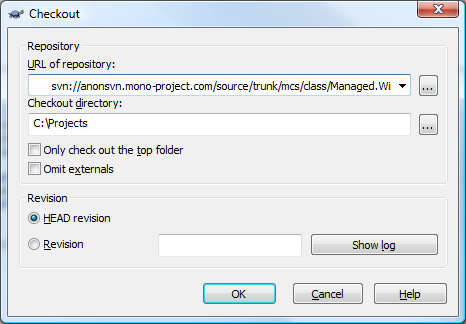 Checkout
Repository
URL of repository:
svn://anonsvn.mono-project.com/source/trunk/mcs/class/Managed.Wi
...
Checkout directory:
C:\Projects
...
Only check out the top folder
Omit externals
Revision
HEAD revision
Revision
Show log
OK
Cancel
Help